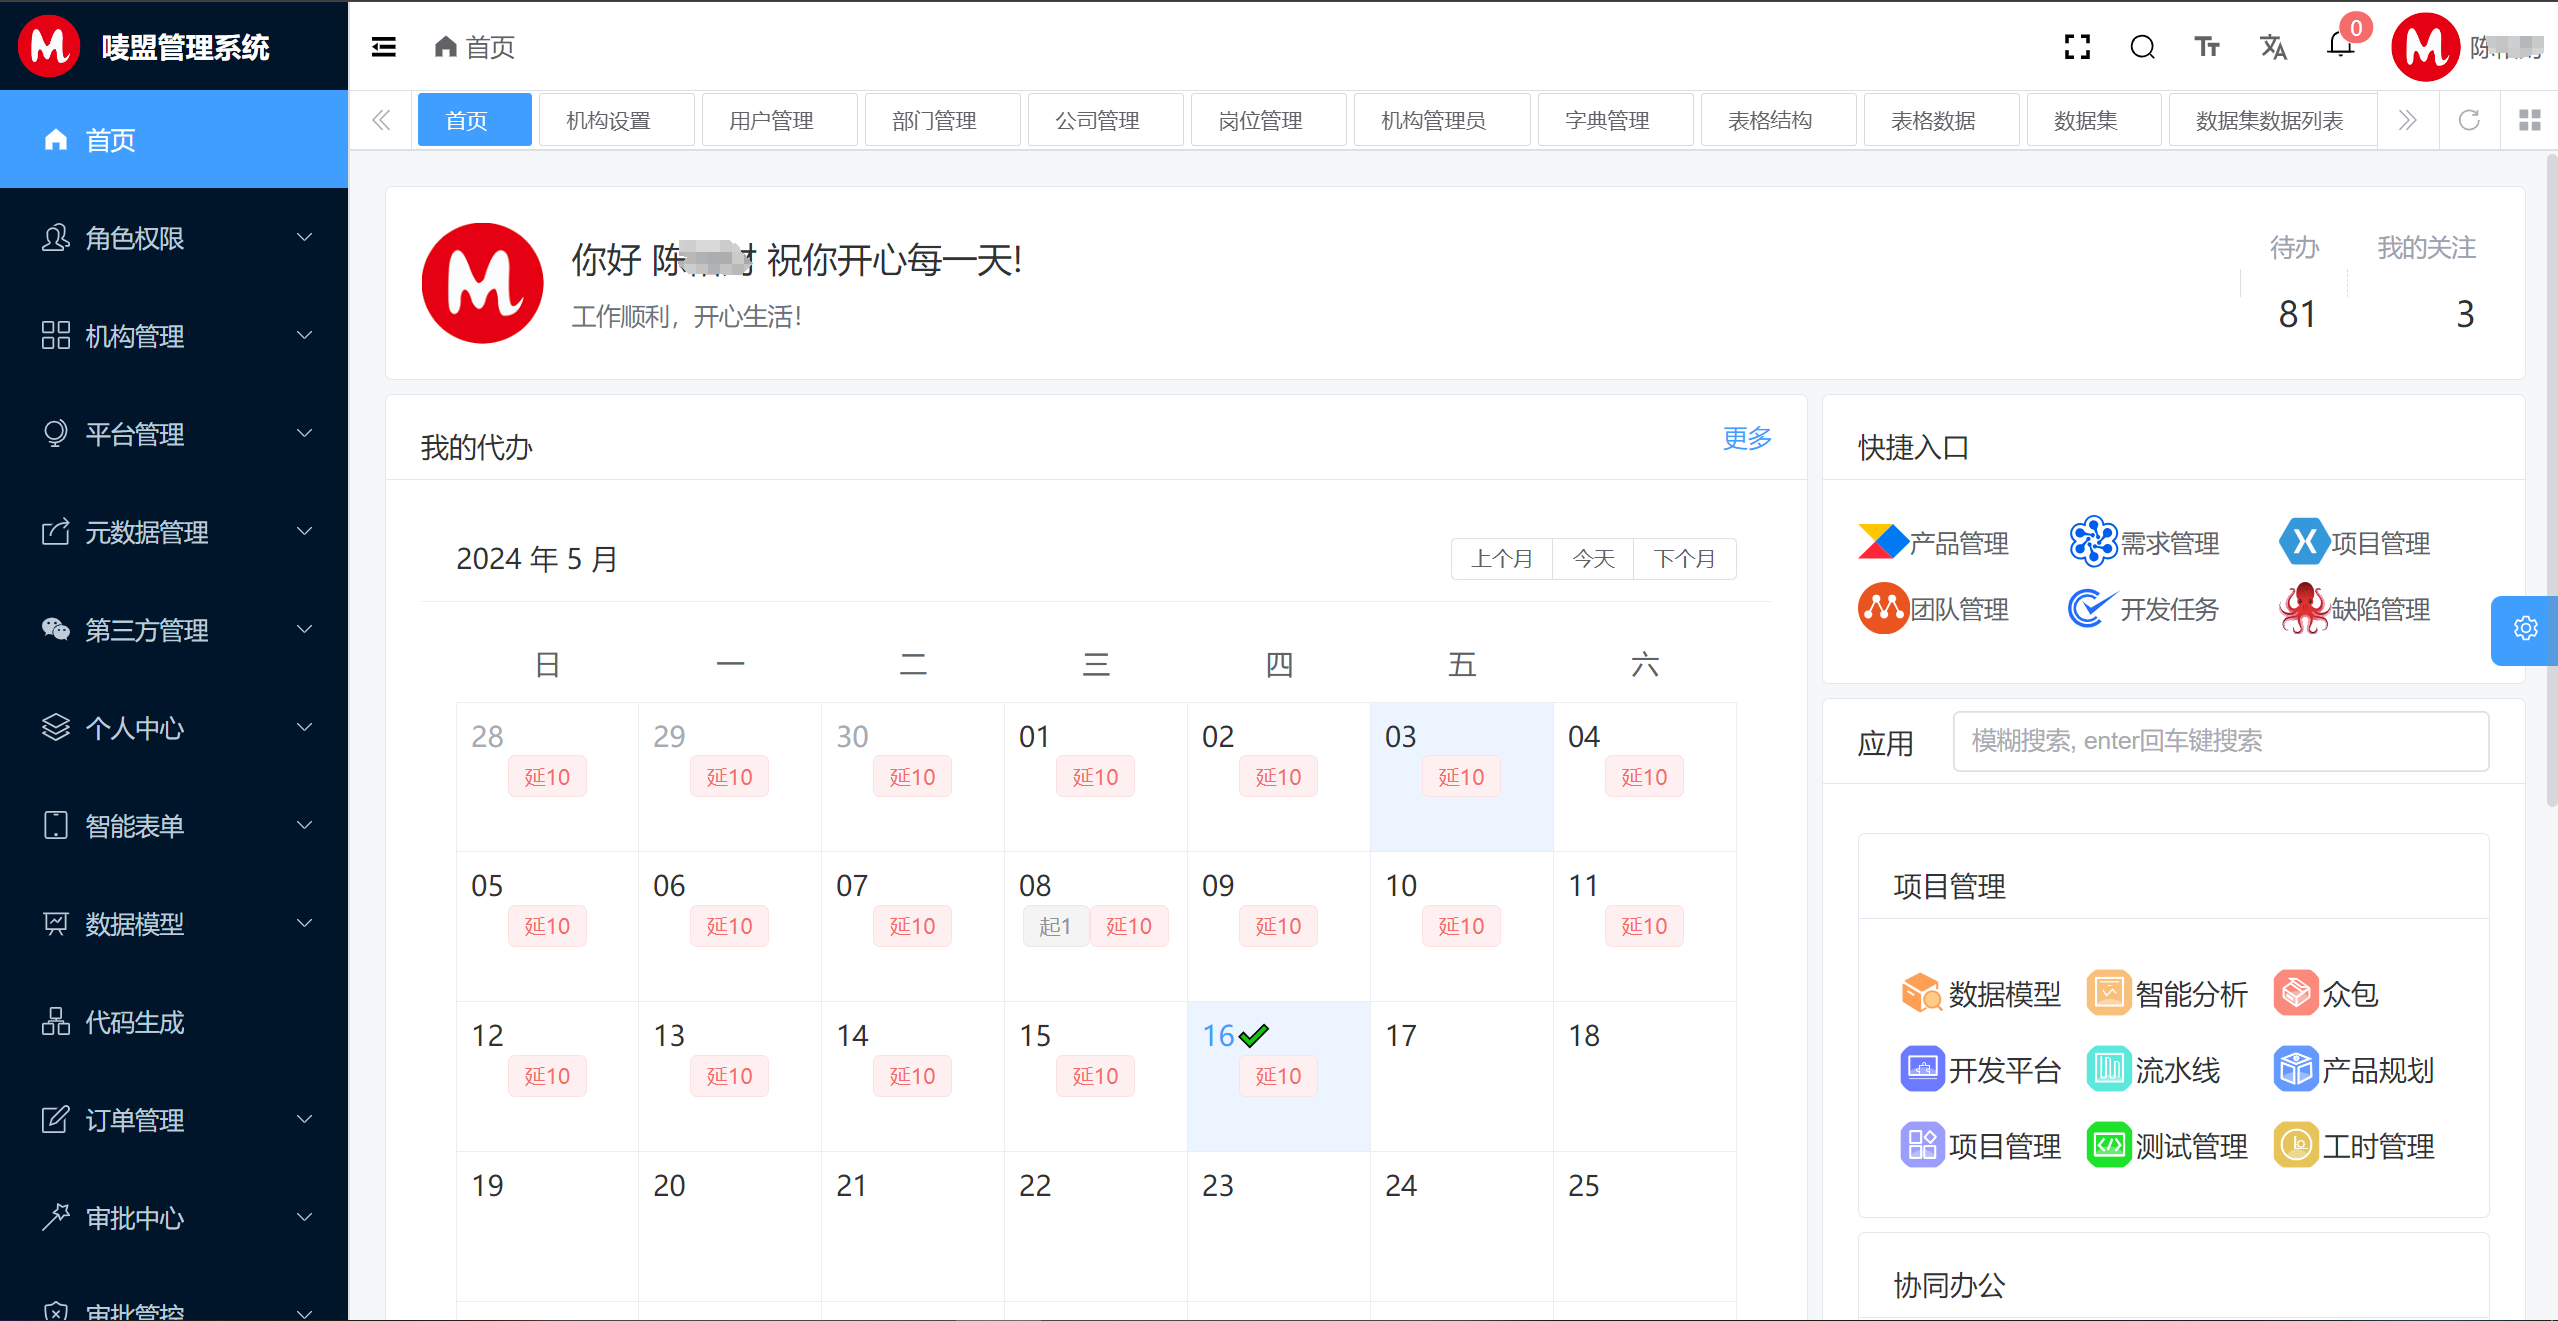 唛盟管理系统
首页
0
陈
首页
机构设置
用户管理
部门管理
公司管理
岗位管理
机构管理员
字典管理
表格结构
表格数据
数据集
数据集数据列表
首页
角色权限
机构管理
平台管理
元数据管理
第三方管理
个人中心
智能表单
数据模型
代码生成
订单管理
审批中心
审批管控
你好 陈 祝你开心每一天!
工作顺利，开心生活!
待办
81
我的关注
3
我的代办
更多
2024 年 5 月
上个月 今天 下个月
日 一 二 三 四 五 六
28 29 30 01 02 03 04
延10 延10 延10 延10 延10 延10 延10
05 06 07 08 09 10 11
延10 延10 延10 起1 延10 延10 延10 延10
12 13 14 15 16 17 18
延10 延10 延10 延10 延10
19 20 21 22 23 24 25
快捷入口
产品管理 需求管理 项目管理
团队管理 开发任务 缺陷管理
应用
模糊搜索, enter回车键搜索
项目管理
数据模型 智能分析 众包
开发平台 流水线 产品规划
项目管理 测试管理 工时管理
协同办公